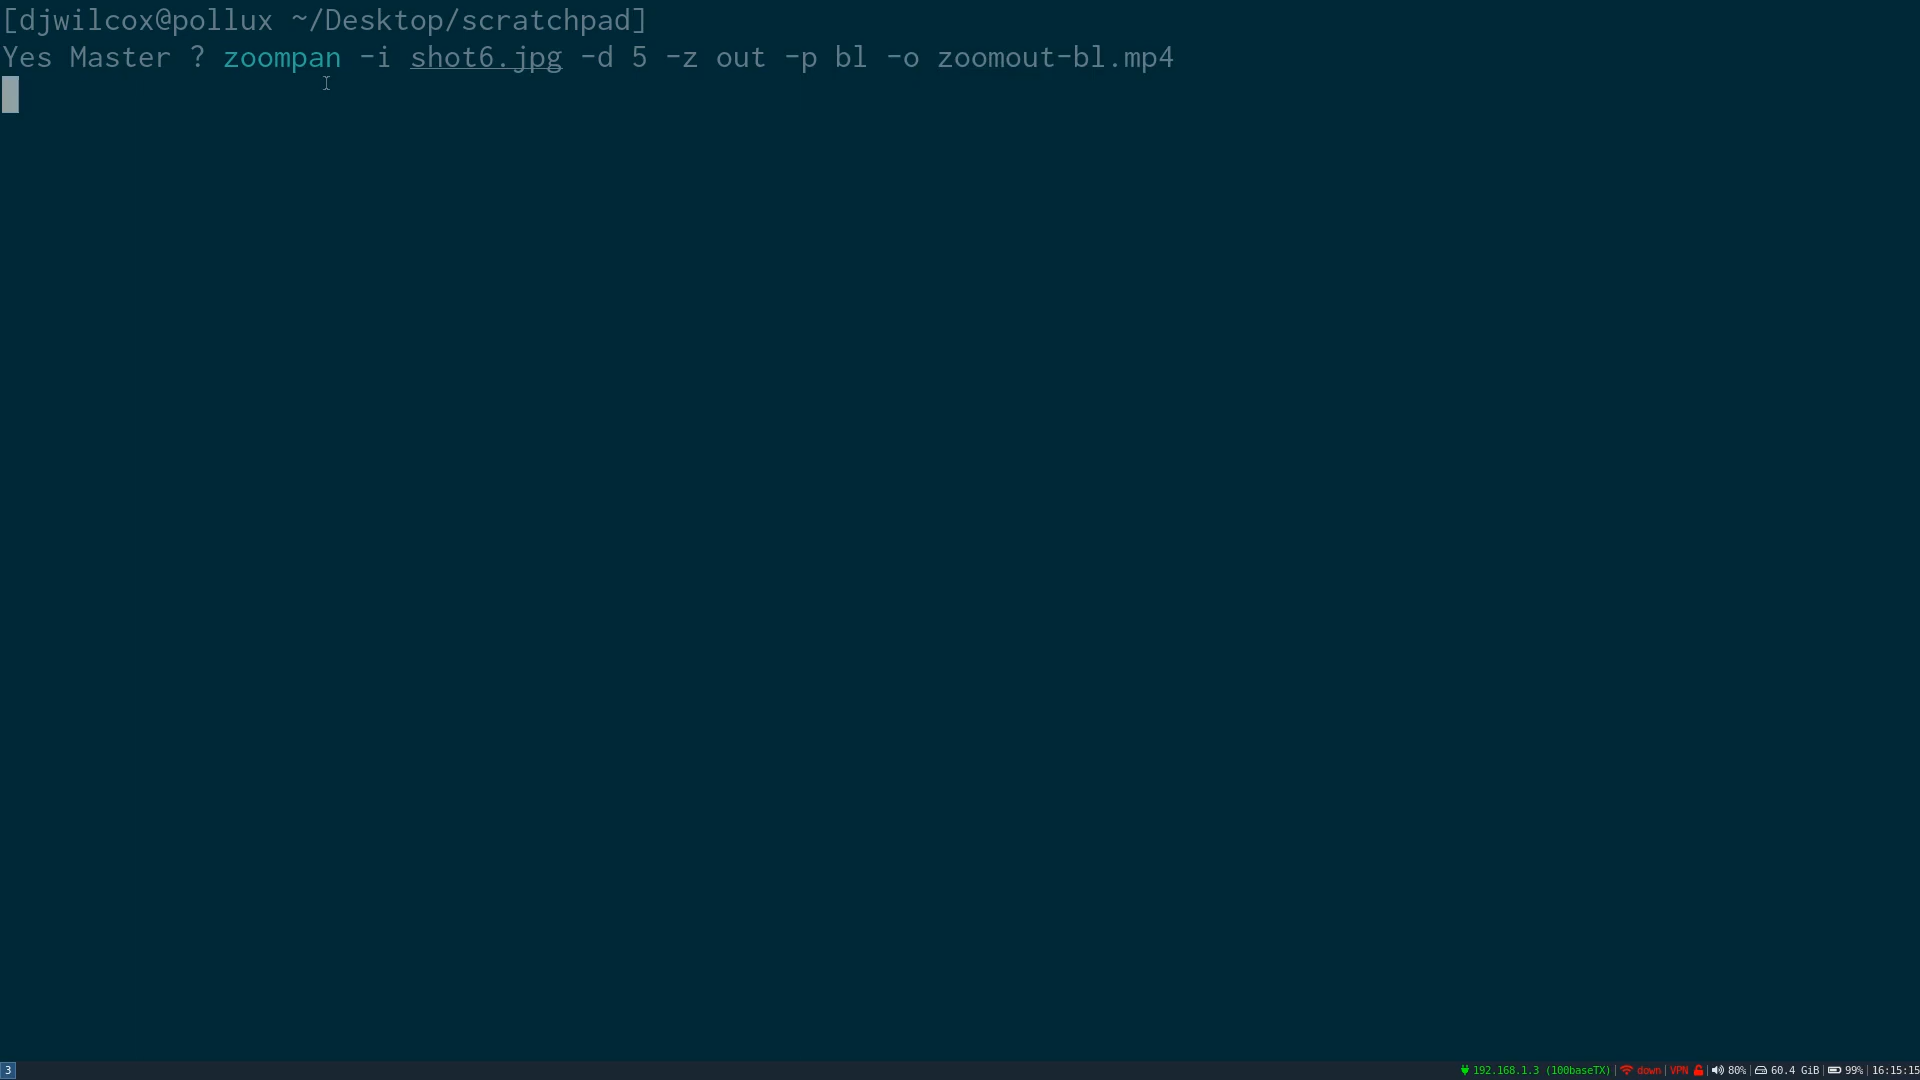 [djwilcox@pollux ~/Desktop/scratchpad]
Yes Master ? zoompan -i shot6.jpg -d 5 -z out -p bl -o zoomout-bl.mp4
3 192.168.1.3 (100baseTX)| down| VPN | 80% | 60.4 GiB| 99%| 16:15:15